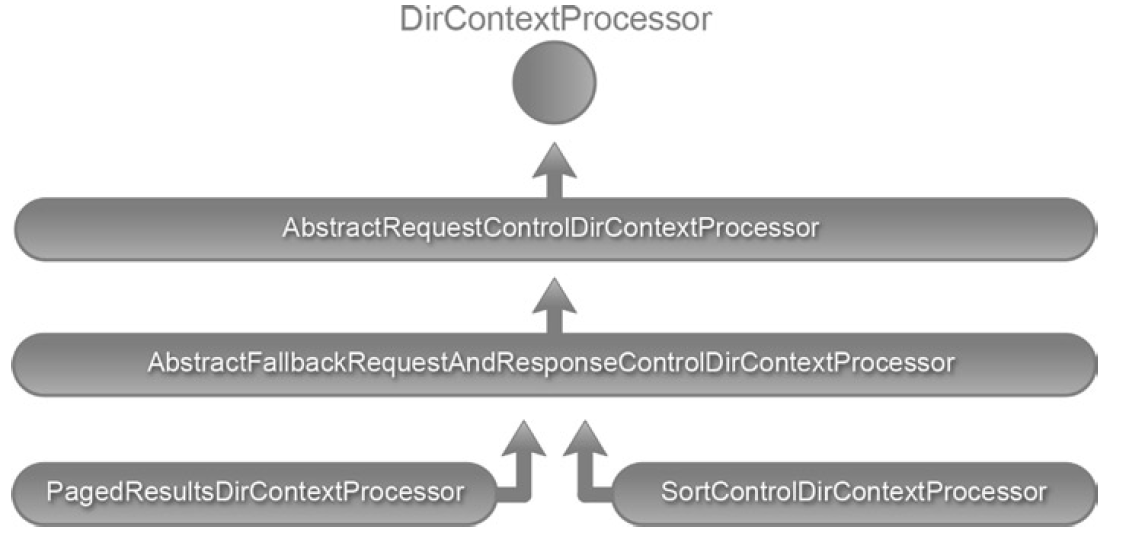 DirContextProcessor
AbstractRequestControlDirContextProcessor
AbstractFallbackRequestAndResponseControlDirContextProcessor
PagedResultsDirContextProcessor
SortControlDirContextProcessor